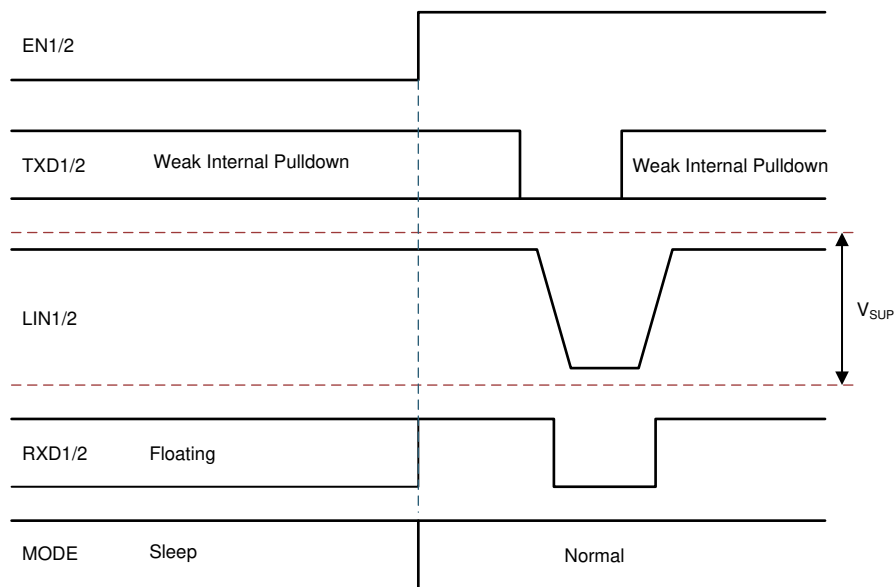 EN1/2
TXD1/2 Weak Internal Pulldown Weak Internal Pulldown
LIN1/2
VSUP
RXD1/2 Floating
MODE Sleep Normal